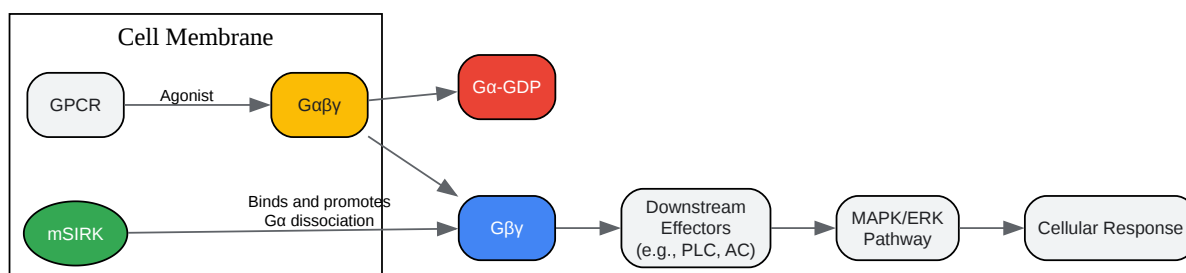 Cell Membrane
GPCR
Agonist
Gαβγ
Gα-GDP
mSIRK
Binds and promotes
Gα dissociation
Gβγ
Downstream
Effectors
(e.g., PLC, AC)
MAPK/ERK
Pathway
Cellular Response